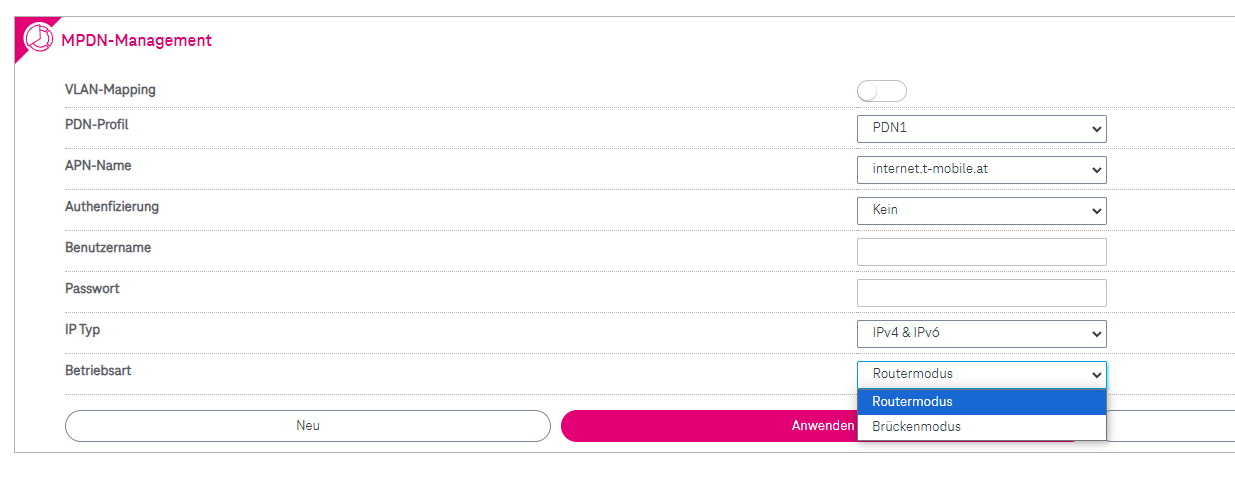 MPDN-Management
VLAN-Mapping
PDN-Profil PDN1
APN-Name internet.t-mobile.at
Authenfizierung Kein
Benutzername
Passwort
IP Typ IPv4 & IPv6
Betriebsart Routermodus
Routermodus
Neu Anwenden Brückenmodus